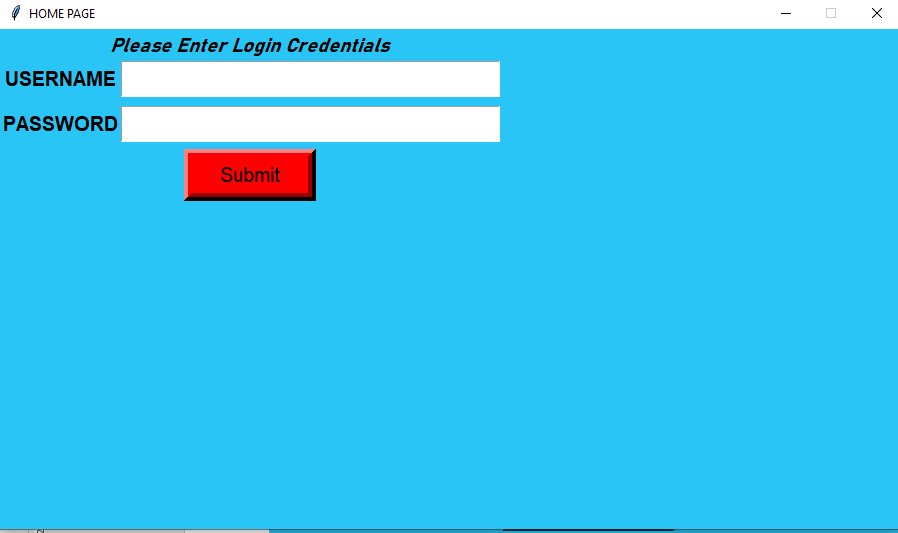 HOME PAGE
Please Enter Login Credentials
USERNAME
PASSWORD
Submit